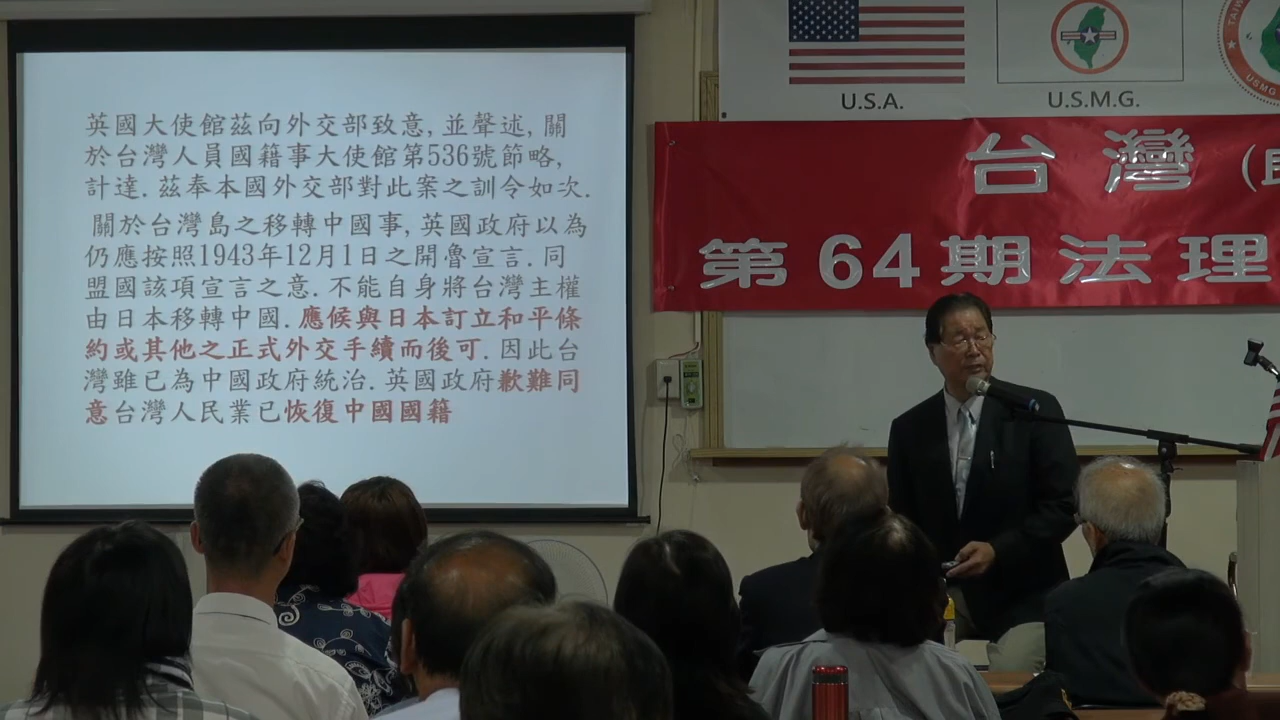 英國大使館茲向外交部致意, 並聲述, 關
於台灣人員國籍事大使館第536號節略,
計達. 茲奉本國外交部對此案之訓令如次.
關於台灣島之移轉中國事, 英國政府以為
仍應按照1943年12月1日之開魯宣言. 同
盟國該項宣言之意. 不能自身將台灣主權
由日本移轉中國. 應候與日本訂立和平條
約或其他之正式外交手續而後可. 因此台
灣雖已為中國政府統治. 英國政府歉難同
意台灣人民業已恢復中國國籍
U.S.A.
U.S.M.G.
台灣(
第64期法理